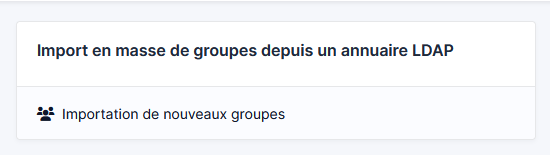 Import en masse de groupes depuis un annuaire LDAP
Importation de nouveaux groupes